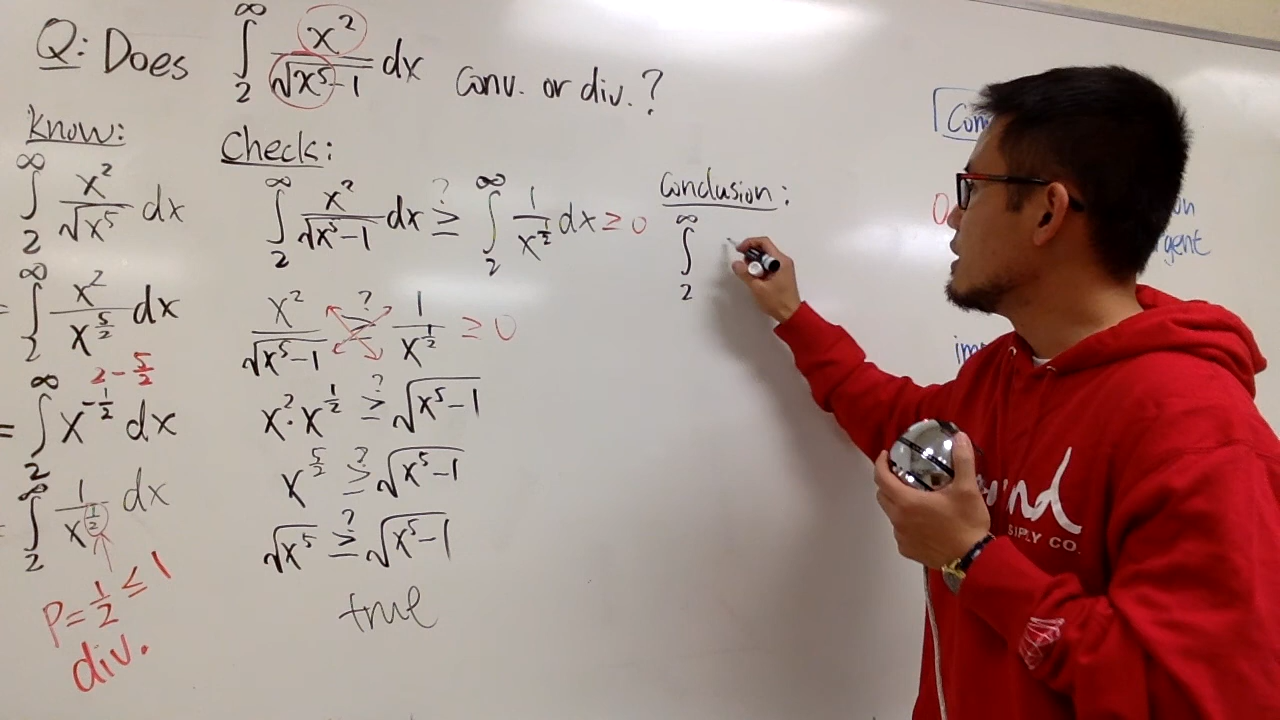 Q: Does ∫₂^∞ x²/√(x⁵-1) dx Conv. or div.?
Know:
∫₂^∞ x²/√(x⁵) dx
= ∫₂^∞ x²/x^(5/2) dx
2 - 5/2
= ∫₂^∞ x^(-1/2) dx
= ∫₂^∞ 1/x^(1/2) dx
P = 1/2 ≤ 1
div.
Check:
∫₂^∞ x²/√(x⁵-1) dx ≥? ∫₂^∞ 1/x^(1/2) dx ≥ 0
x²/√(x⁵-1) ≥? 1/x^(1/2) ≥ 0
x²·x^(1/2) ≥? √(x⁵-1)
x^(5/2) ≥? √(x⁵-1)
√(x⁵) ≥? √(x⁵-1)
true
Conclusion:
∫₂^∞
SUPPLY CO.